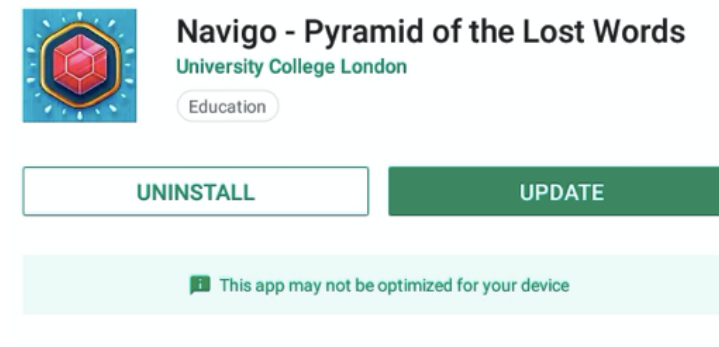 Navigo - Pyramid of the Lost Words
University College London
Education
UNINSTALL
UPDATE
This app may not be optimized for your device